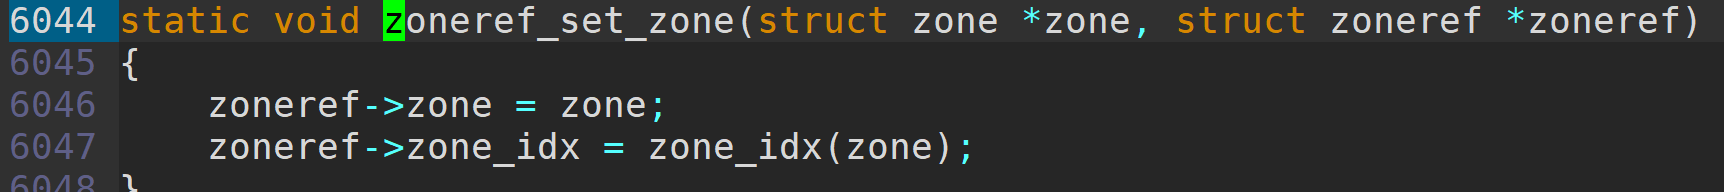 6044 static void zoneref_set_zone(struct zone *zone, struct zoneref *zoneref)
6045 {
6046     zoneref->zone = zone;
6047     zoneref->zone_idx = zone_idx(zone);
6048 }